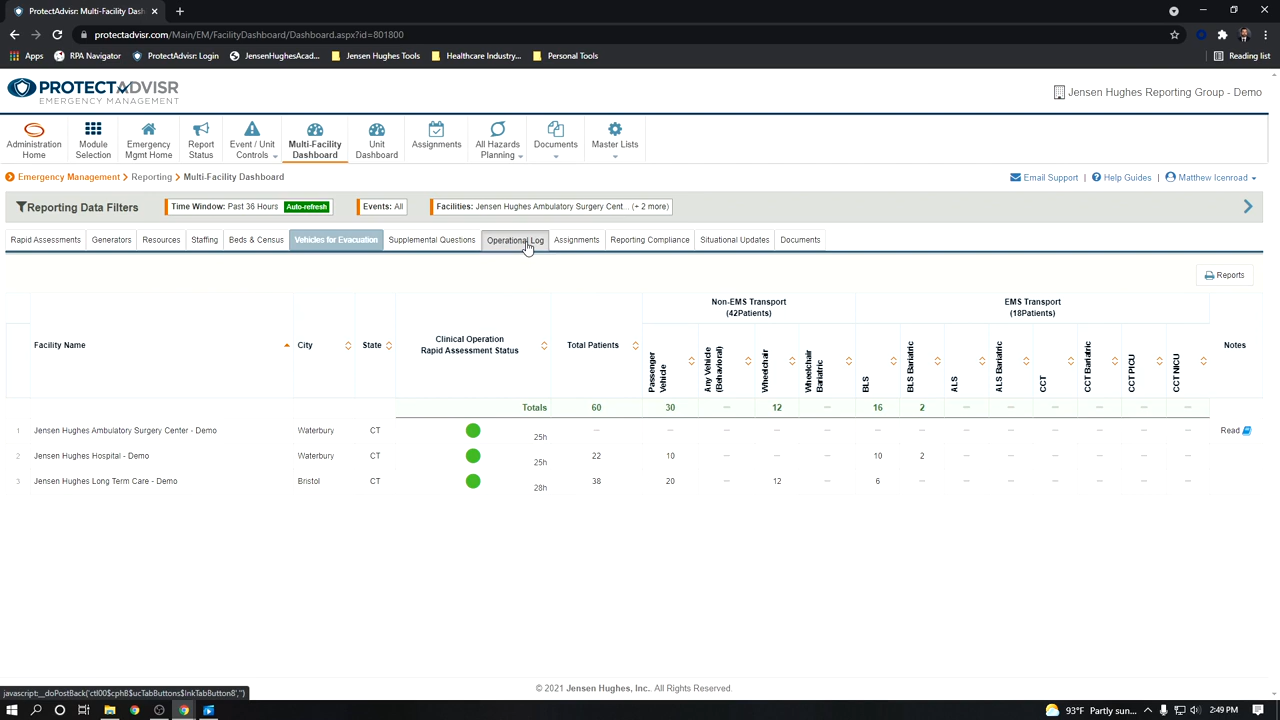 ProtectAdvisr - Multi-Facility Das
protectadvisr.com/Main/EM/FacilityDashboard/Dashboard.aspx?id=801800
Apps RPA Navigator ProtectAdvisr: Login JensenHughesAcad... Jensen Hughes Tools Healthcare Industry... Personal Tools Reading list
PROTECTADVISR
EMERGENCY MANAGEMENT
Jensen Hughes Reporting Group - Demo
Administration Home
Module Selection
Emergency Mgmt Home
Report Status
Event / Unit Controls
Multi-Facility Dashboard
Unit Dashboard
Assignments
All Hazards Planning
Documents
Master Lists
Emergency Management Reporting Multi-Facility Dashboard
Email Support | Help Guides | Matthew Icenroad
Reporting Data Filters
Time Window: Past 36 Hours Auto-refresh
Events: All
Facilities: Jensen Hughes Ambulatory Surgery Cent... (+ 2 more)
Rapid Assessments Generators Resources Staffing Beds & Census Vehicles for Evacuation Supplemental Questions Operational Log Assignments Reporting Compliance Situational Updates Documents
Reports
Non-EMS Transport
(42Patients)
EMS Transport
(18Patients)
Facility Name
City
State
Clinical Operation
Rapid Assessment Status
Total Patients
Passenger
Vehicle
Any Vehicle
(Behavioral)
Wheelchair
Wheelchair
Bariatric
BLS
BLS Bariatric
ALS
ALS Bariatric
CCT
CCT Bariatric
CCT PICU
CCT NICU
Notes
Totals 60 30 — 12 — 16 2 — — — — — —
1 Jensen Hughes Ambulatory Surgery Center - Demo Waterbury CT 25h — — — — — — — — — — — — — Read
2 Jensen Hughes Hospital - Demo Waterbury CT 25h 22 10 — — — 10 2 — — — — — —
3 Jensen Hughes Long Term Care - Demo Bristol CT 28h 38 20 — 12 — 6 — — — — — — —
© 2021 Jensen Hughes, Inc. All Rights Reserved.
javascript:__doPostBack('ctl00$cphB$ucTabButtons$lnkTabButton8','')
93°F Partly sun... 2:49 PM